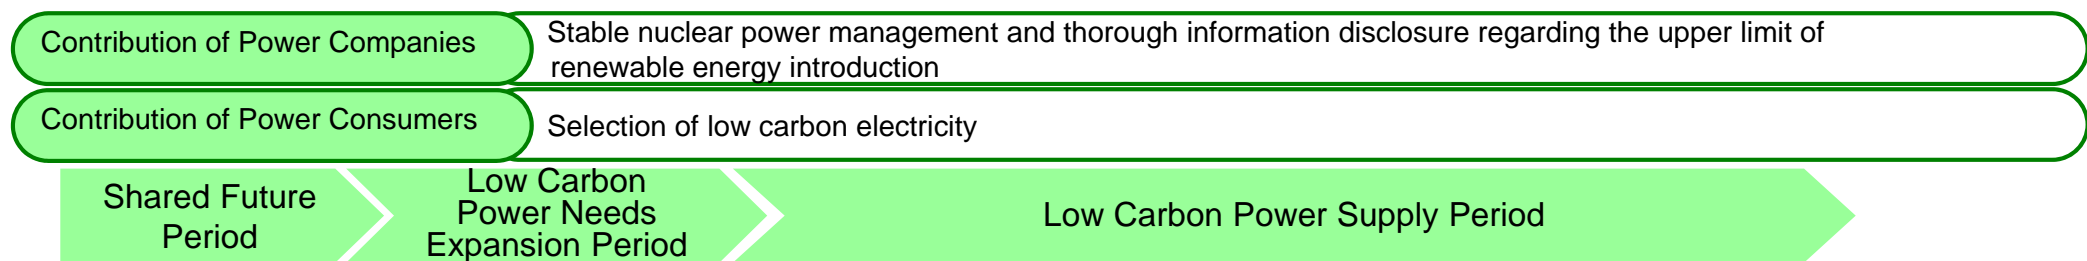 Contribution of Power Companies
Stable nuclear power management and thorough information disclosure regarding the upper limit of
renewable energy introduction
Contribution of Power Consumers
Selection of low carbon electricity
Shared Future
Period
Low Carbon
Power Needs
Expansion Period
Low Carbon Power Supply Period